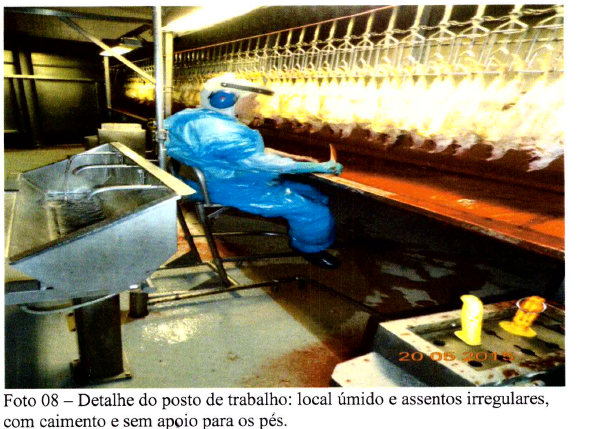 20 05 2015
Foto 08 – Detalhe do posto de trabalho: local úmido e assentos irregulares,
com caimento e sem apoio para os pés.